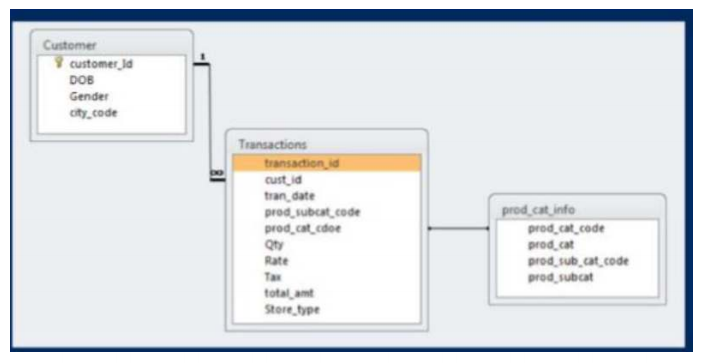 Customer
customer_Id
DOB
Gender
city_code
1
∞
Transactions
transaction_id
cust_id
tran_date
prod_subcat_code
prod_cat_cdoe
Qty
Rate
Tax
total_amt
Store_type
prod_cat_info
prod_cat_code
prod_cat
prod_sub_cat_code
prod_subcat